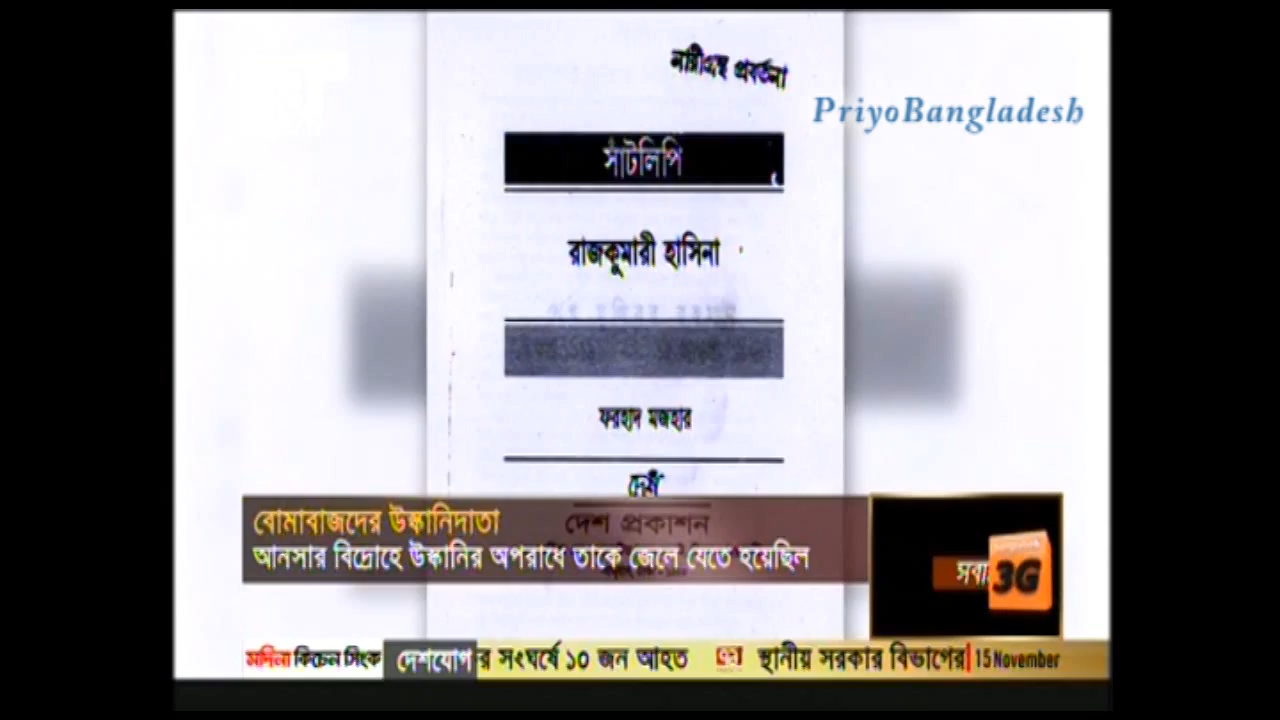 নারীগ্রন্থ প্রবর্তনা
PriyoBangladesh
সাঁটলিপি
রাজকুমারী হাসিনা
ফরহাদ মজহার
দেশ প্রকাশন
বোমাবাজদের উস্কানিদাতা
আনসার বিদ্রোহে উস্কানির অপরাধে তাকে জেলে যেতে হয়েছিল
3G
মদিনা কিচেন সিংক দেশযোগ র সংঘর্ষে ১০ জন আহত স্থানীয় সরকার বিভাগের 15 November